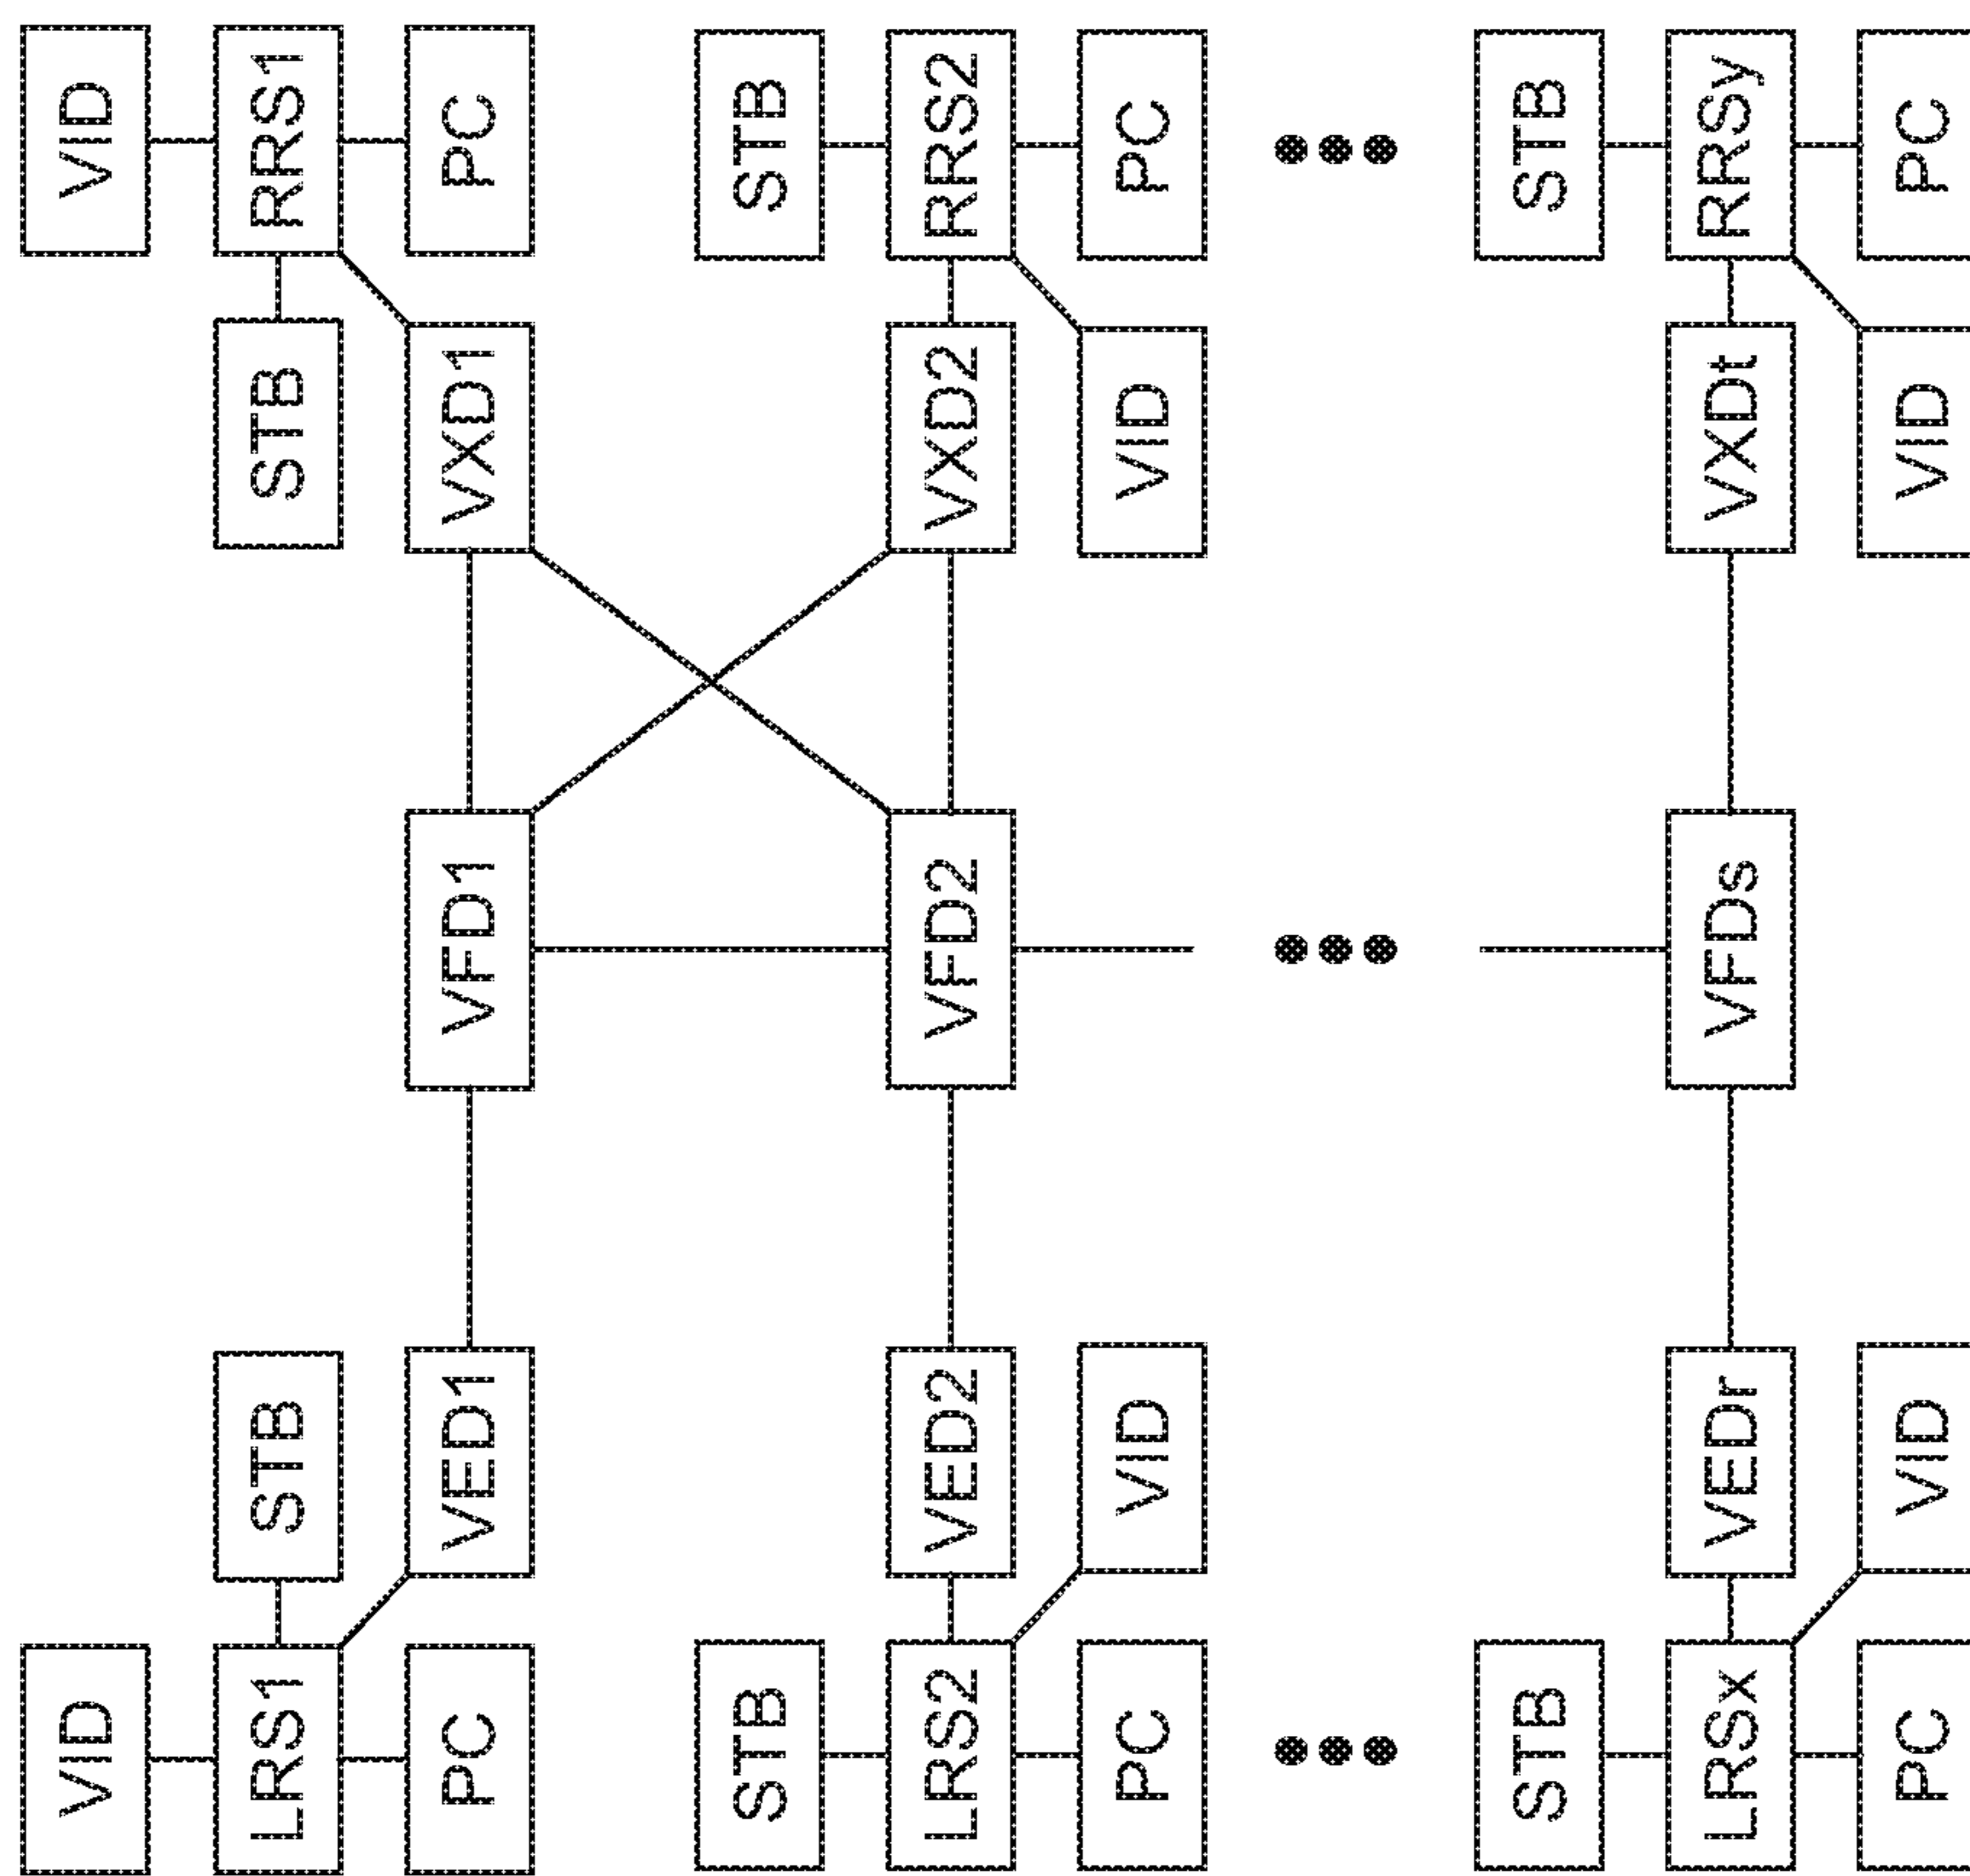 VID
VID
LRS1
STB
STB
RRS1
PC
VED1
VFD1
VXD1
PC
STB
STB
LRS2
VED2
VFD2
VXD2
RRS2
PC
VID
VID
PC
STB
STB
LRSx
VEDr
VFDs
VXDt
RRSy
PC
VID
VID
PC